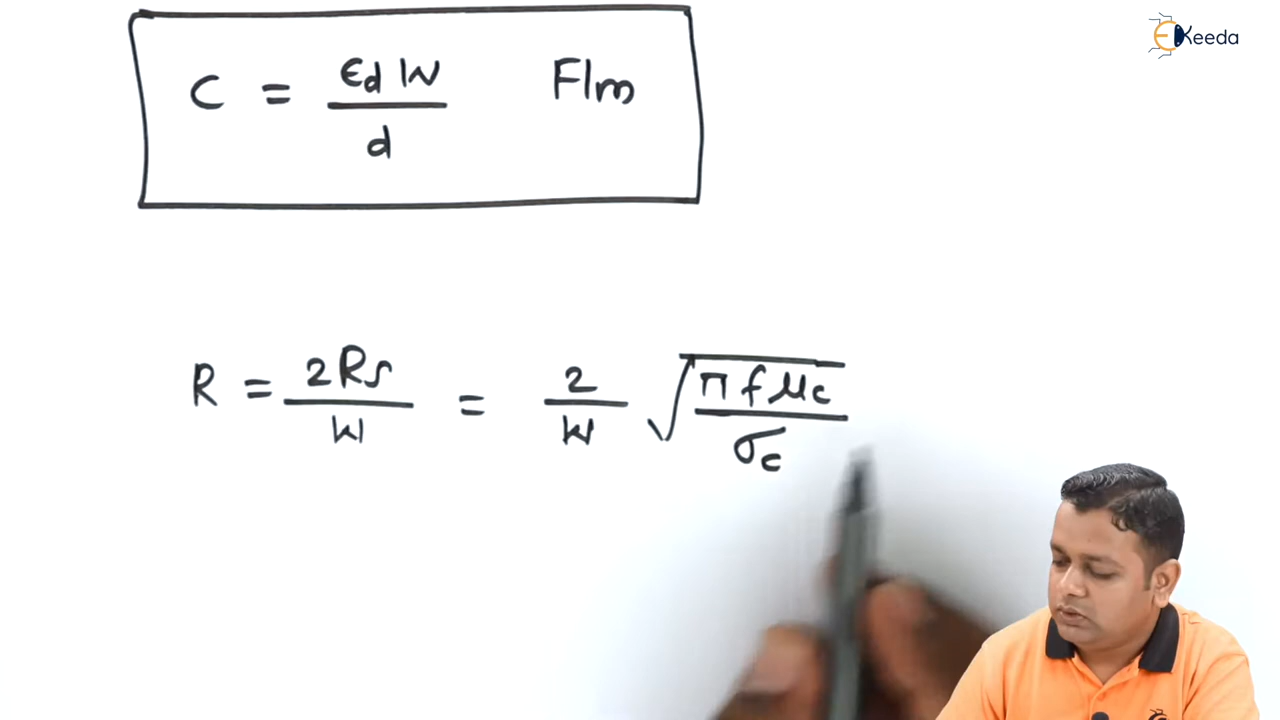 EKeeda
C = ϵd W / d F/m
R = 2Rs / W = 2 / W √(π f μc / σc)